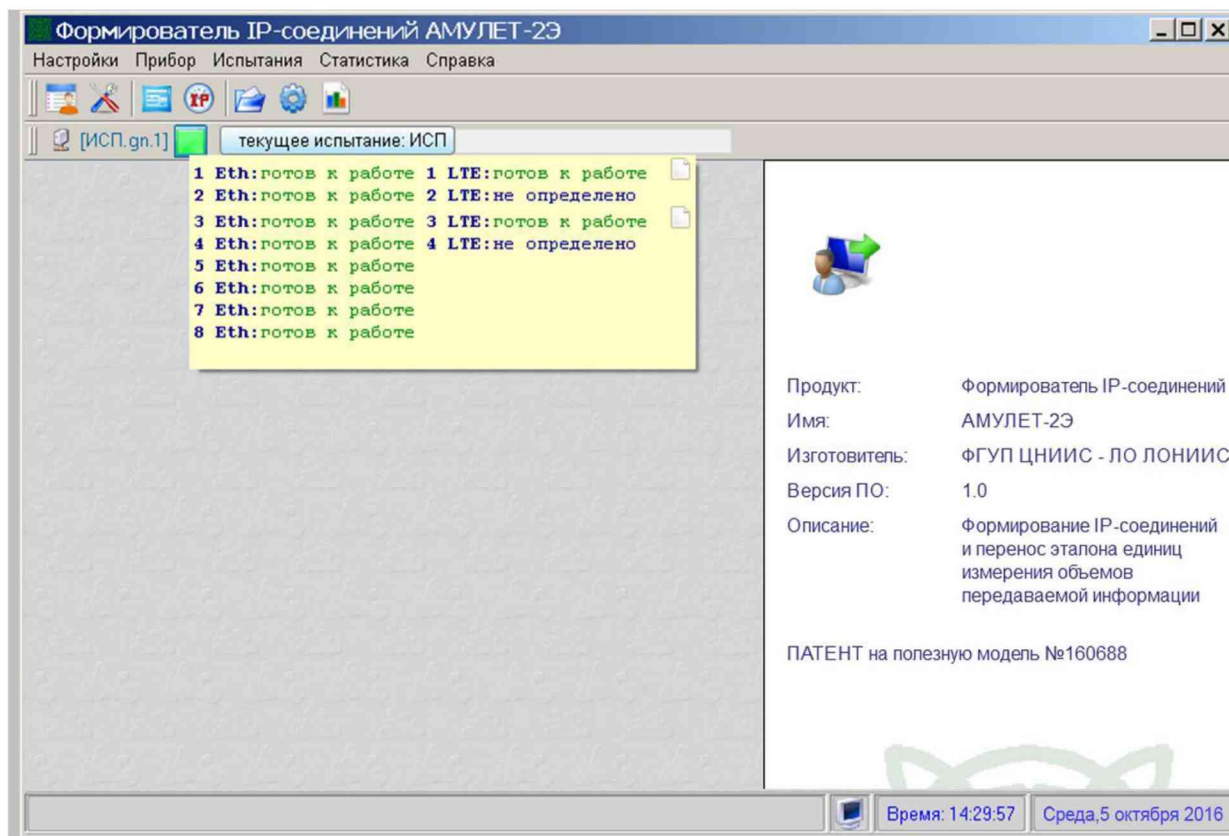 Формирователь IP-соединений АМУЛЕТ-2Э
Настройки Прибор Испытания Статистика Справка
IP
[ИСП.gn.1] текущее испытание: ИСП
1 Eth:готов к работе 1 LTE:готов к работе
2 Eth:готов к работе 2 LTE:не определено
3 Eth:готов к работе 3 LTE:готов к работе
4 Eth:готов к работе 4 LTE:не определено
5 Eth:готов к работе
6 Eth:готов к работе
7 Eth:готов к работе
8 Eth:готов к работе
Продукт: Формирователь IP-соединений
Имя: АМУЛЕТ-2Э
Изготовитель: ФГУП ЦНИИС - ЛО ЛОНИИС
Версия ПО: 1.0
Описание: Формирование IP-соединений
и перенос эталона единиц
измерения объемов
передаваемой информации
ПАТЕНТ на полезную модель №160688
Время: 14:29:57 Среда,5 октября 2016